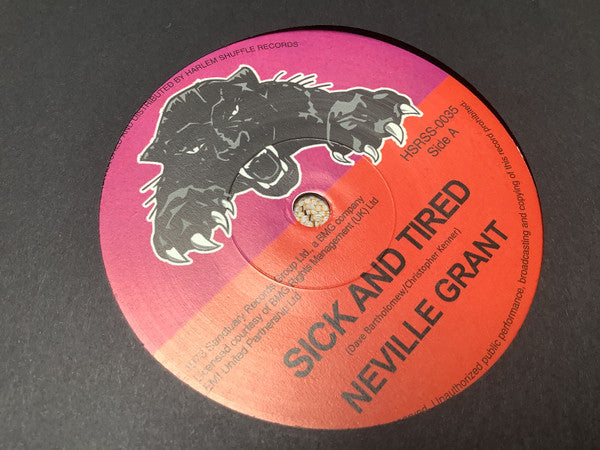 DISTRIBUTED BY HARLEM SHUFFLE RECORDS
HSRSS-0035
Side A
Sanctuary Records Group Ltd., a BMG company
Licensed courtesy of BMG Rights Management (UK) Ltd
EMI United Partnership Ltd
SICK AND TIRED
(Dave Bartholomew/Christopher Kenner)
NEVILLE GRANT
Unauthorized public performance, broadcasting and copying of this record prohibited.